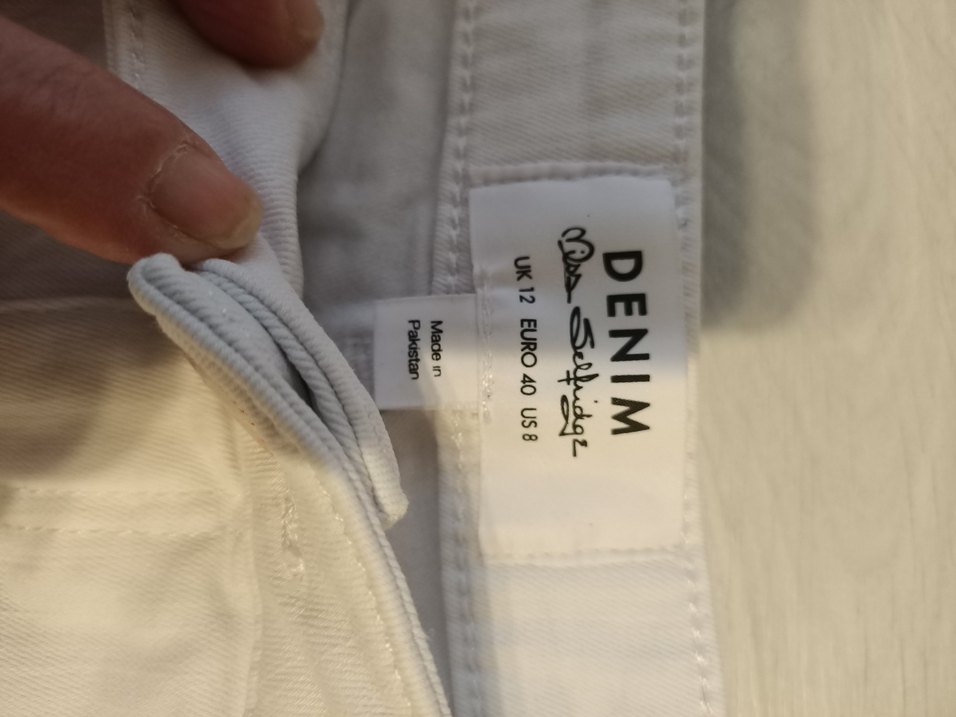 DENIM
Miss Selfridge
UK 12 EURO 40 US 8
Made in
Pakistan